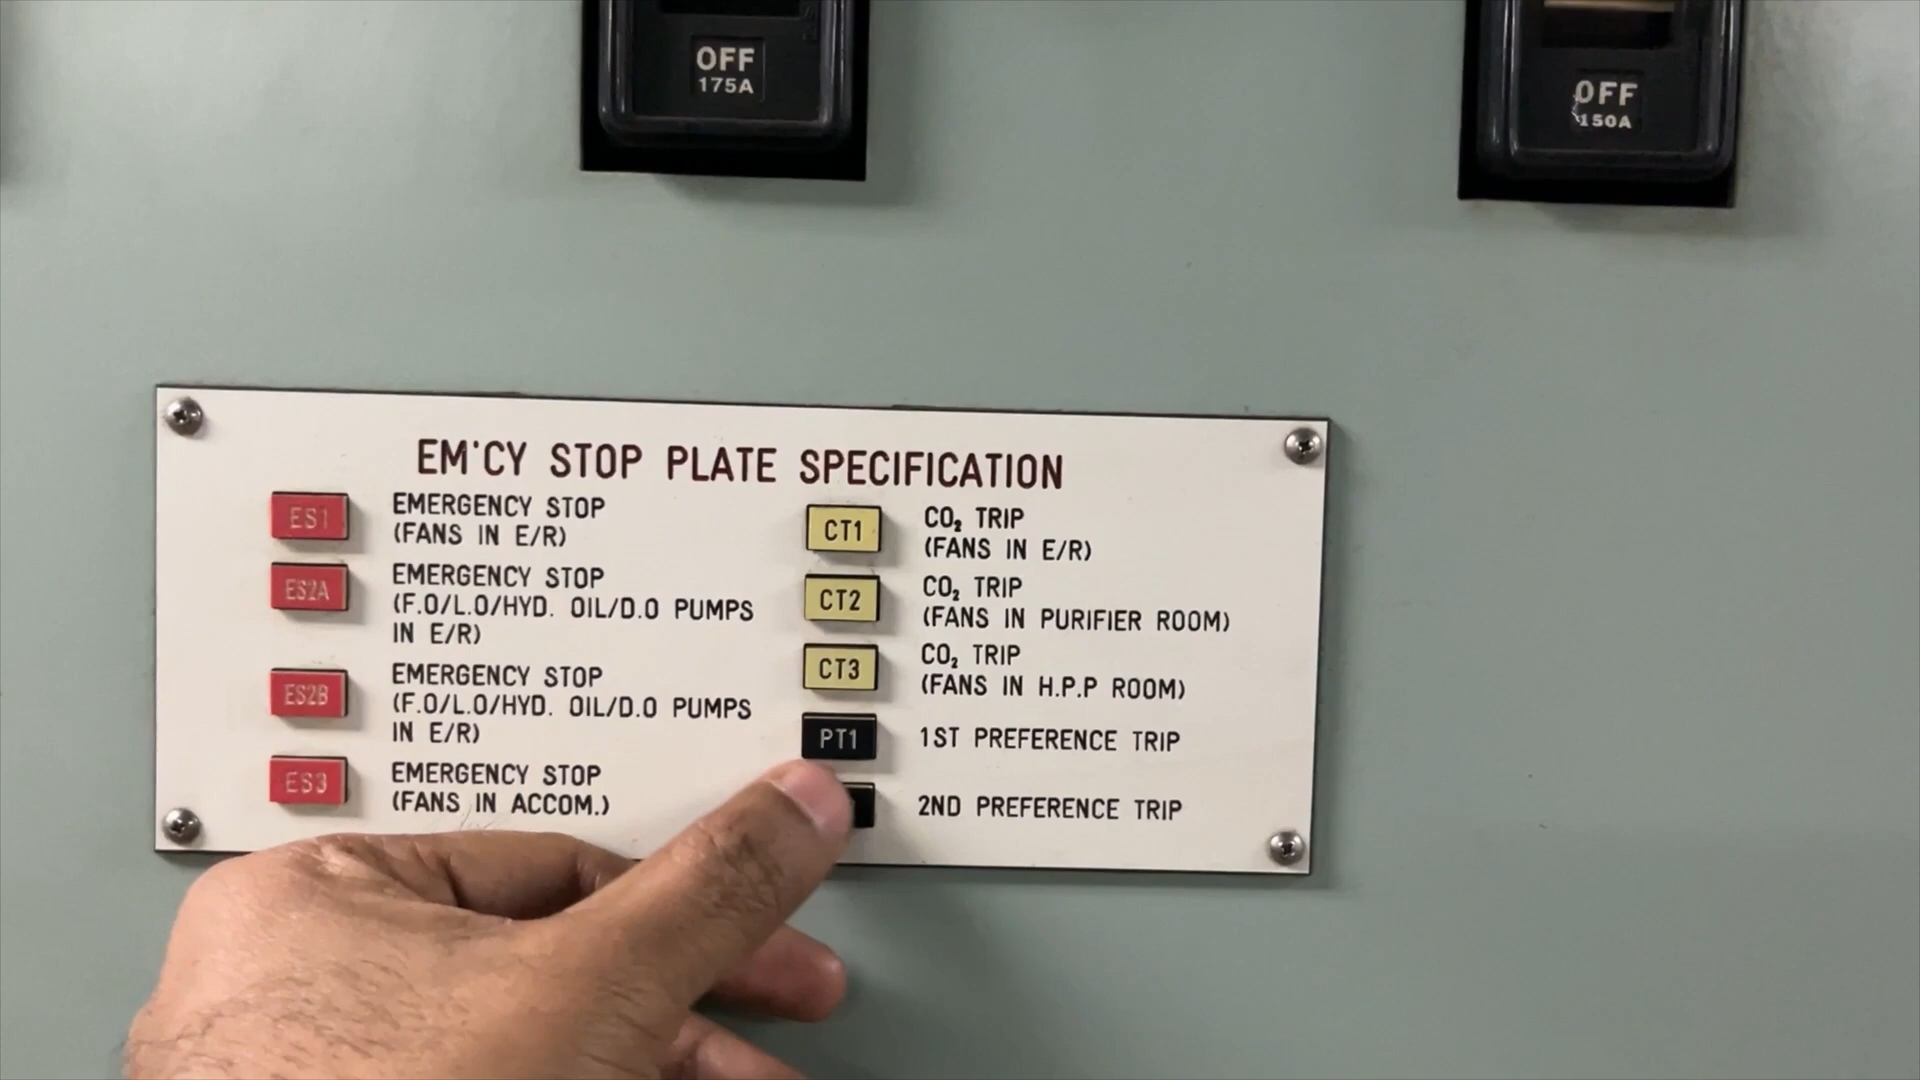 OFF
175A
OFF
150A
EM'CY STOP PLATE SPECIFICATION
ES1
EMERGENCY STOP
(FANS IN E/R)
ES2A
EMERGENCY STOP
(F.O/L.O/HYD. OIL/D.O PUMPS
IN E/R)
ES2B
EMERGENCY STOP
(F.O/L.O/HYD. OIL/D.O PUMPS
IN E/R)
ES3
EMERGENCY STOP
(FANS IN ACCOM.)
CT1
CO₂ TRIP
(FANS IN E/R)
CT2
CO₂ TRIP
(FANS IN PURIFIER ROOM)
CT3
CO₂ TRIP
(FANS IN H.P.P ROOM)
PT1
1ST PREFERENCE TRIP
2ND PREFERENCE TRIP